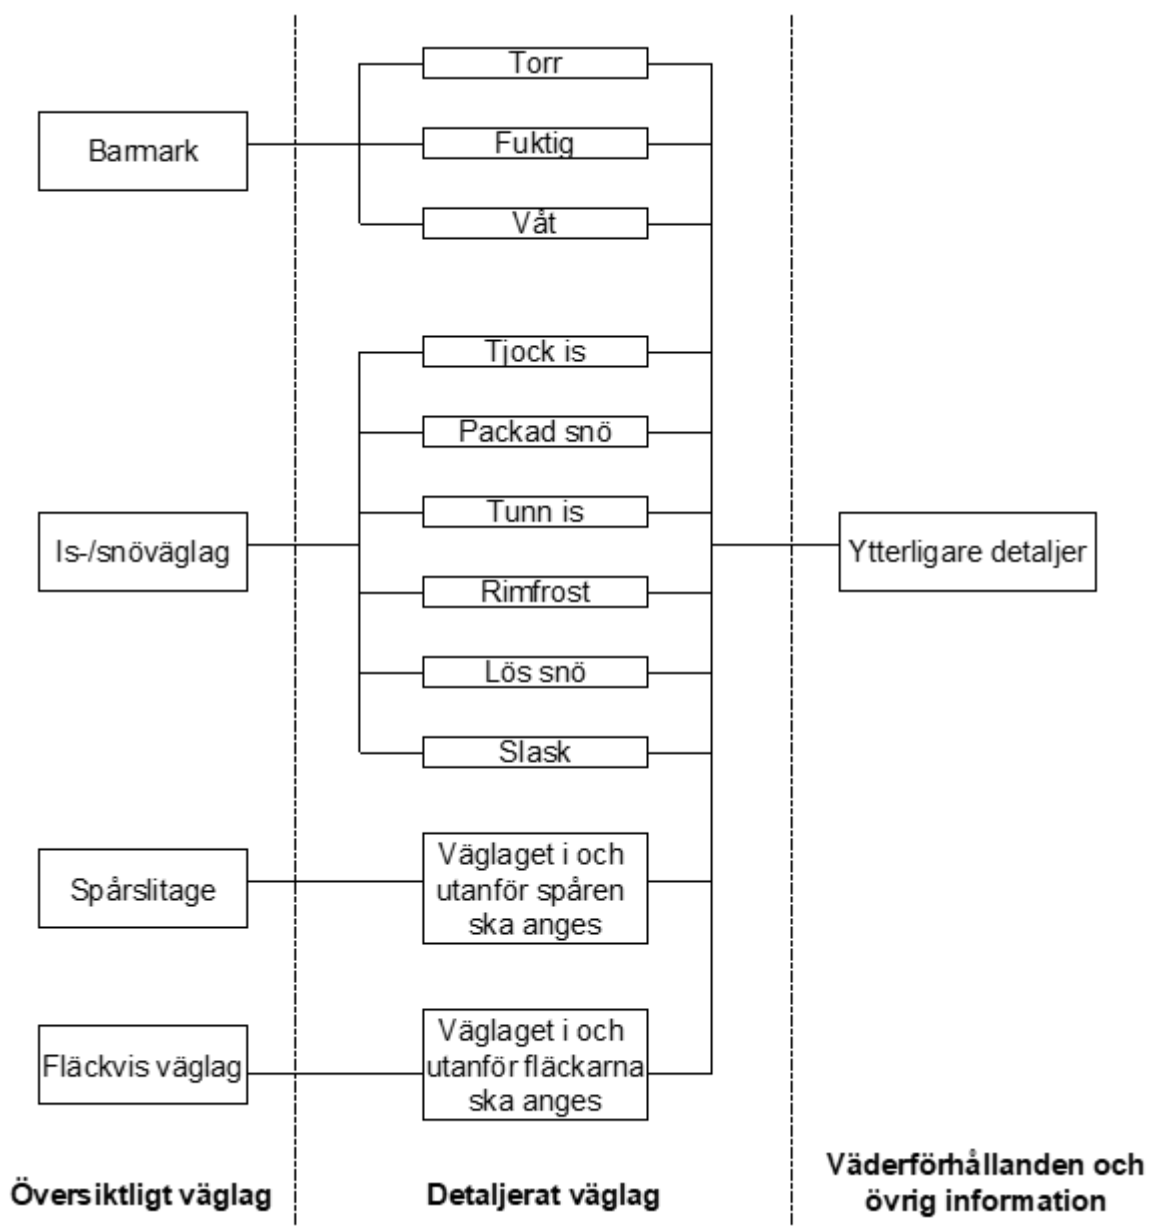 Torr
Barmark
Fuktig
Våt
Tjock is
Packad snö
Tunn is
Is-/snöväglag
Ytterligare detaljer
Rimfrost
Lös snö
Slask
Spårslitage
Väglaget i och
utanför spåren
ska anges
Fläckvis väglag
Väglaget i och
utanför fläckarna
ska anges
Översiktligt väglag
Detaljerat väglag
Väderförhållanden och
övrig information